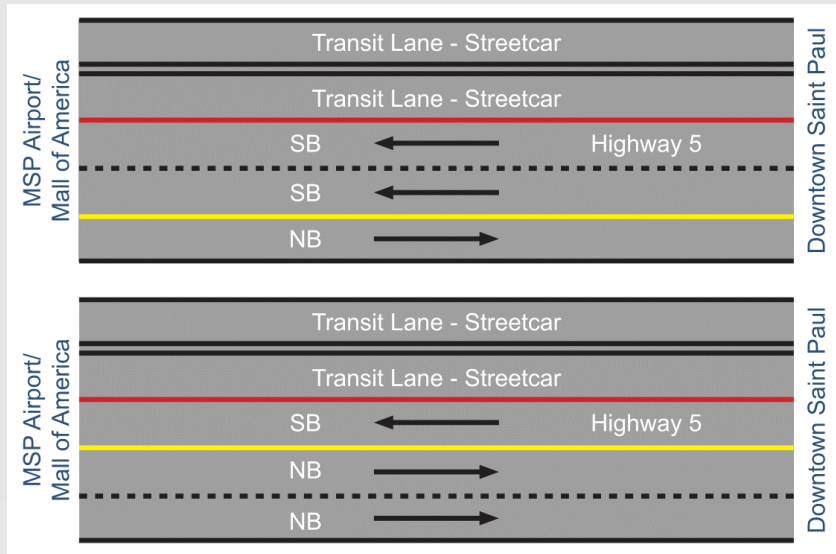 MSP Airport/
Mall of America
Transit Lane - Streetcar
Transit Lane - Streetcar
SB
Highway 5
SB
NB
Downtown Saint Paul
MSP Airport/
Mall of America
Transit Lane - Streetcar
Transit Lane - Streetcar
SB
Highway 5
NB
NB
Downtown Saint Paul